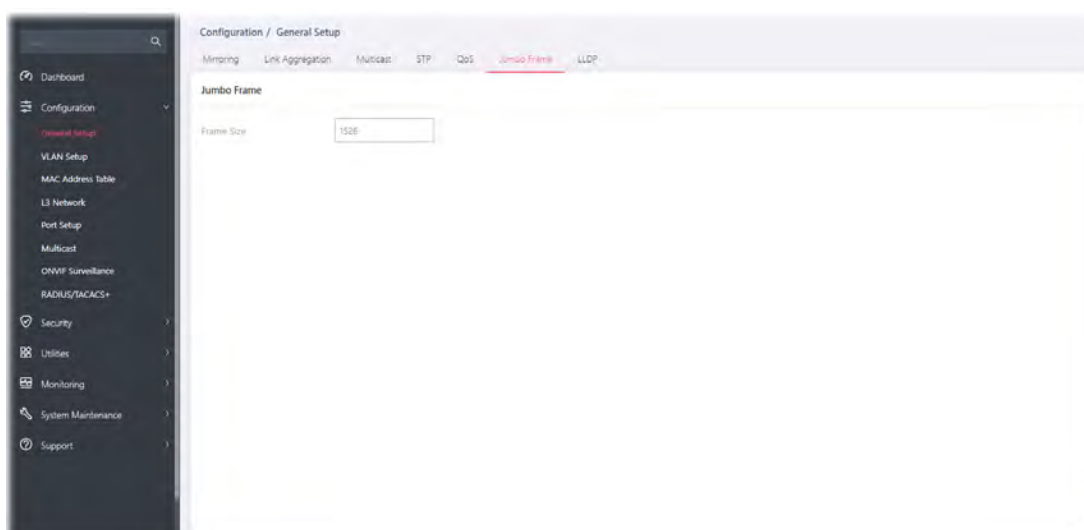 Configuration / General Setup
Mirroring Link Aggregation Multicast STP QoS Jumbo Frame LLDP
Jumbo Frame
Frame Size 1526
Dashboard
Configuration
General Setup
VLAN Setup
MAC Address Table
L3 Network
Port Setup
Multicast
ONVIF Surveillance
RADIUS/TACACS+
Security
Utilities
Monitoring
System Maintenance
Support